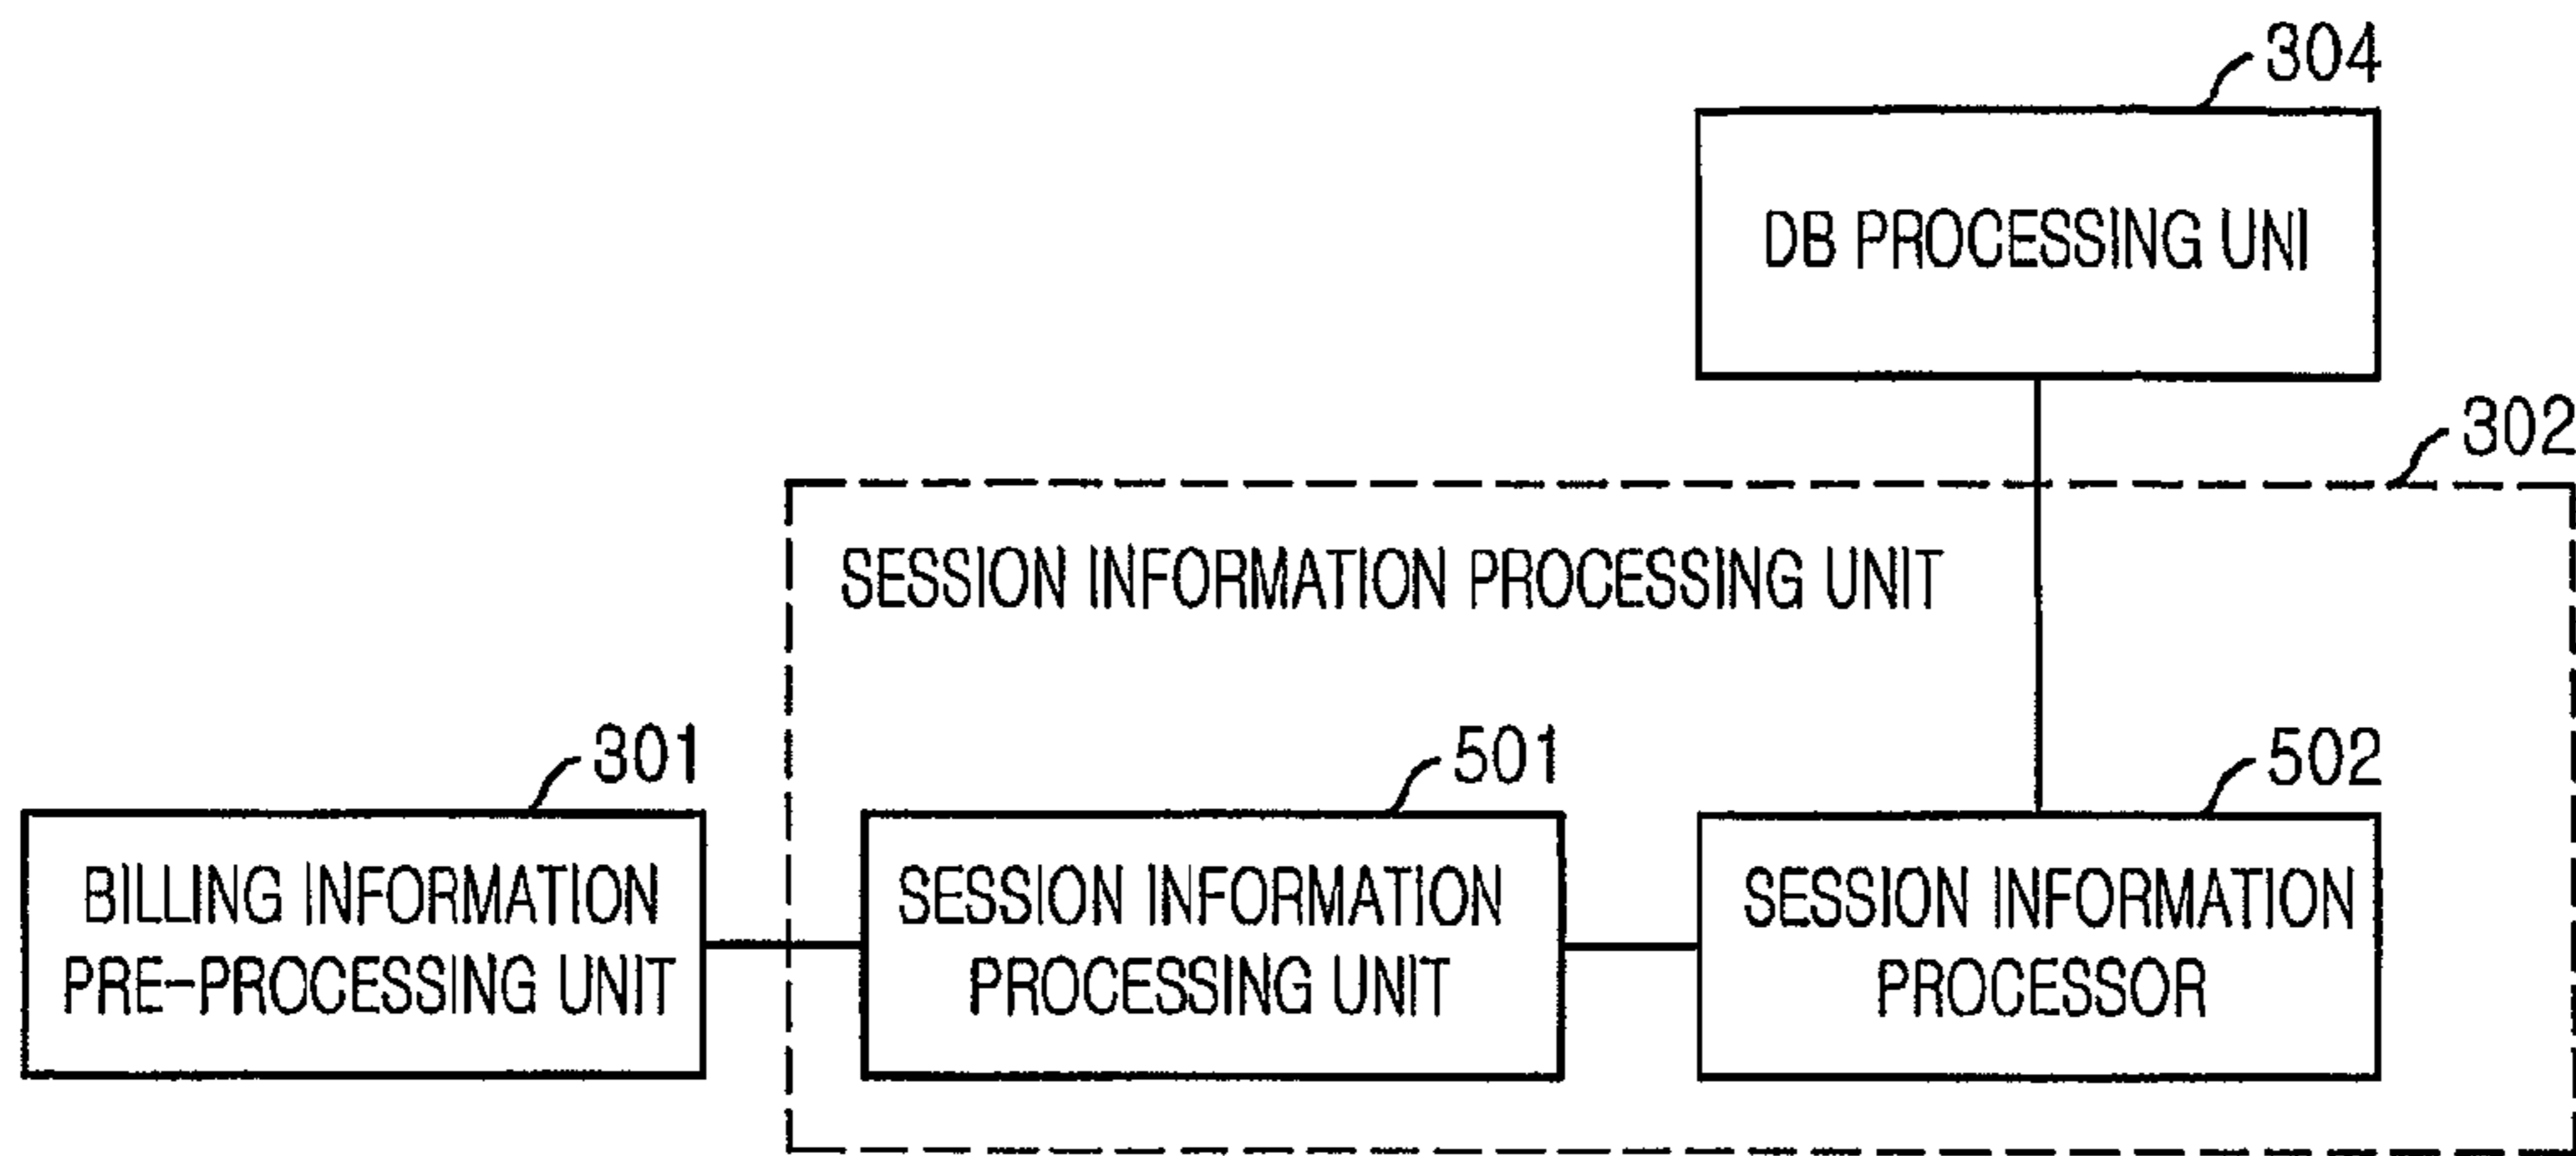 304
DB PROCESSING UNI
302
SESSION INFORMATION PROCESSING UNIT
301
501
502
BILLING INFORMATION
PRE-PROCESSING UNIT
SESSION INFORMATION
PROCESSING UNIT
SESSION INFORMATION
PROCESSOR